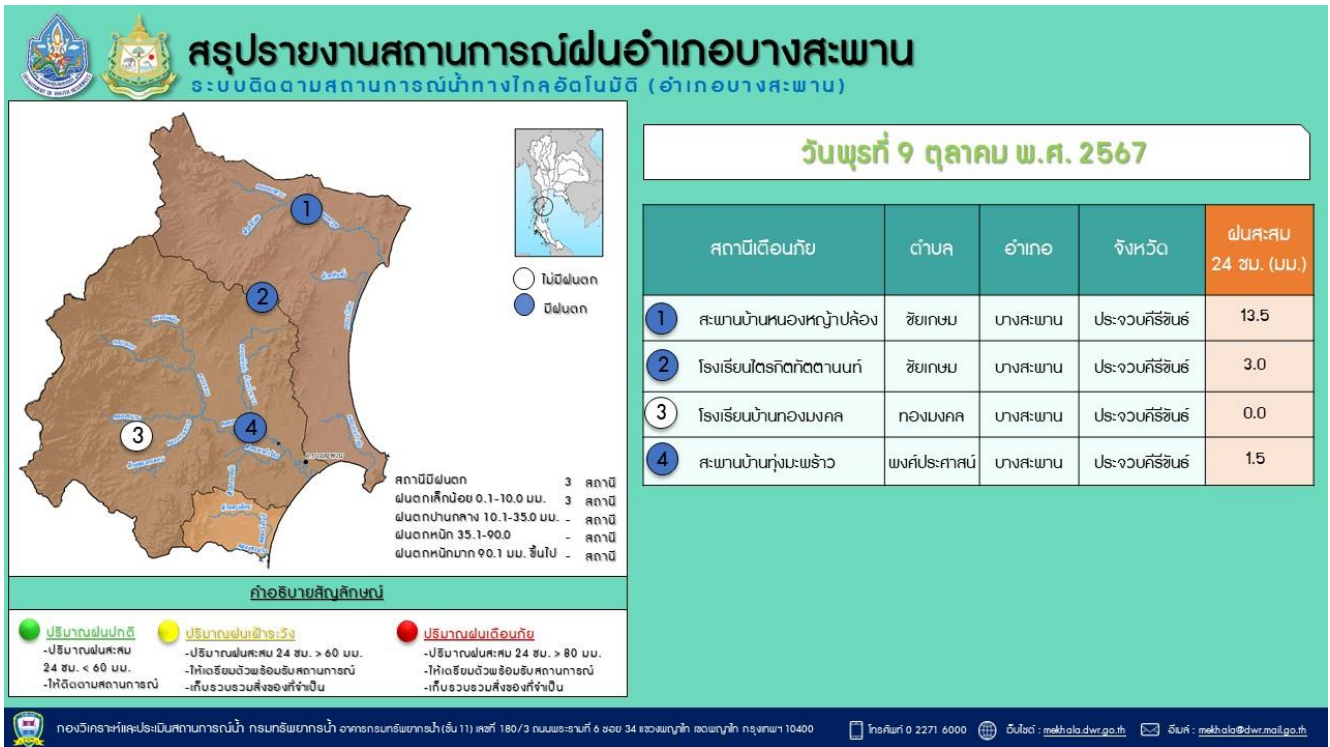 สรุปรายงานสถานการณ์ฝนอำเภอบางสะพาน
ระบบติดตามสถานการณ์น้ำทางไกลอัตโนมัติ (อำเภอบางสะพาน)
วันพุธที่ 9 ตุลาคม พ.ศ. 2567
1
2
3
4
ไม่มีฝนตก
มีฝนตก
สถานีมีฝนตก 3 สถานี
ฝนตกเล็กน้อย 0.1-10.0 มม. 3 สถานี
ฝนตกปานกลาง 10.1-35.0 มม. - สถานี
ฝนตกหนัก 35.1-90.0 - สถานี
ฝนตกหนักมาก 90.1 มม. ขึ้นไป - สถานี
สถานีเตือนภัย ตำบล อำเภอ จังหวัด ฝนสะสม
24 ชม. (มม.)
1 สะพานบ้านหนองหญ้าปล้อง ชัยเกษม บางสะพาน ประจวบคีรีขันธ์ 13.5
2 โรงเรียนไตรกิตทัตตานนท์ ชัยเกษม บางสะพาน ประจวบคีรีขันธ์ 3.0
3 โรงเรียนบ้านทองมงคล ทองมงคล บางสะพาน ประจวบคีรีขันธ์ 0.0
4 สะพานบ้านทุ่งมะพร้าว พงศ์ประศาสน์ บางสะพาน ประจวบคีรีขันธ์ 1.5
คำอธิบายสัญลักษณ์
ปริมาณฝนปกติ
-ปริมาณฝนสะสม
24 ชม. < 60 มม.
-ให้ติดตามสถานการณ์
ปริมาณฝนเฝ้าระวัง
-ปริมาณฝนสะสม 24 ชม. > 60 มม.
-ให้เตรียมตัวพร้อมรับสถานการณ์
-เก็บรวบรวมสิ่งของที่จำเป็น
ปริมาณฝนเตือนภัย
-ปริมาณฝนสะสม 24 ชม. > 80 มม.
-ให้เตรียมตัวพร้อมรับสถานการณ์
-เก็บรวบรวมสิ่งของที่จำเป็น
กองวิเคราะห์และประเมินสถานการณ์น้ำ กรมทรัพยากรน้ำ อาคารกรมทรัพยากรน้ำ (ชั้น 11) เลขที่ 180/3 ถนนพระรามที่ 6 ซอย 34 แขวงพญาไท เขตพญาไท กรุงเทพฯ 10400 โทรศัพท์ 0 2271 6000 เว็บไซต์ : mekhala.dwr.go.th อีเมล์ : mekhala@dwr.mail.go.th